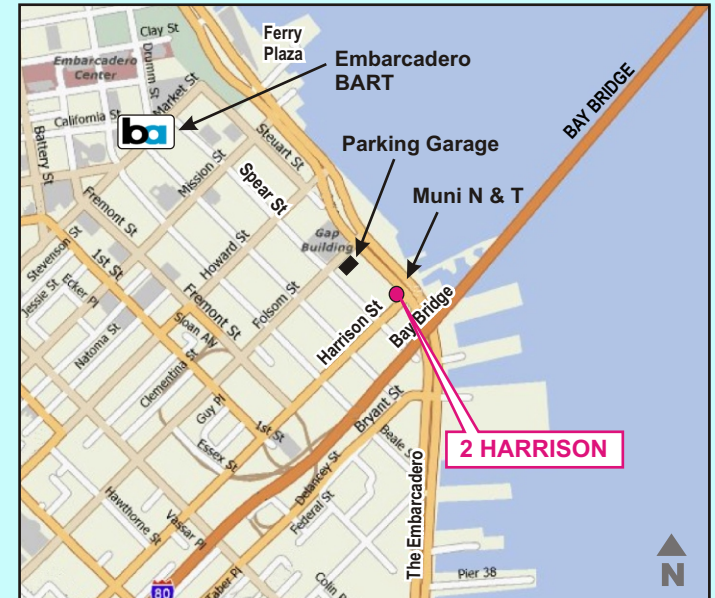 Clay St
Ferry
Plaza
Drumm St
Embarcadero
Center
Embarcadero
BART
Market St
California St
ba
Battery St
Steuart St
BAY BRIDGE
Parking Garage
Mission St
Spear St
Muni N & T
Fremont St
Gap
Building
Stevenson St
1st St
Howard St
Ecker Pl
Jessie St
Fremont St
Folsom St
Harrison St
Bay Bridge
Natoma St
Sloan Aly
Clementina St
Guy Pl
1st St
Bryant St
2 HARRISON
Essex St
Beale S
Delancey St
Federal St
The Embarcadero
Hawthorne St
Vassar Pl
80
Taber Pl
Colin P
Pier 38
N